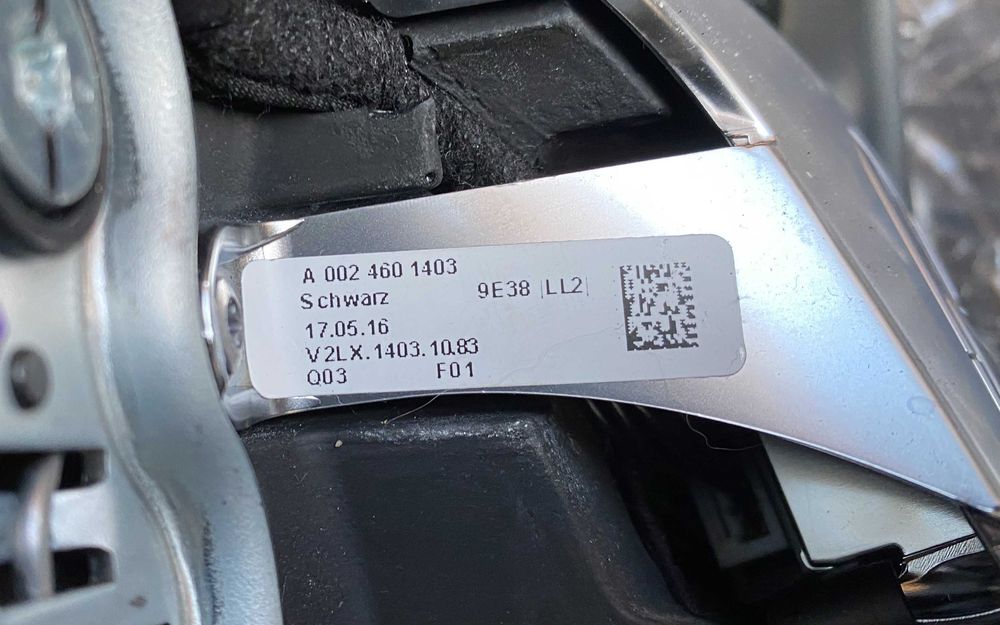 A 002 460 1403
Schwarz 9E38 |LL2|
17.05.16
V2LX.1403.10.83
Q03 F01